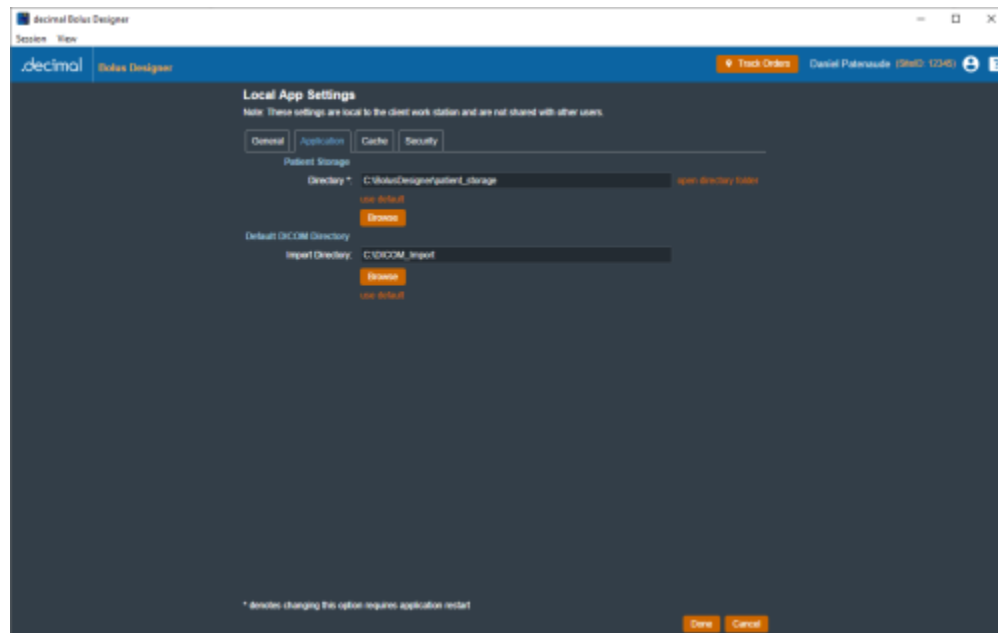 decimal Bolus Designer
Session View
.decimal Bolus Designer Track Orders Daniel Patenaude (SiteID: 12345)
Local App Settings
Note: These settings are local to the client work station and are not shared with other users.
General Application Cache Security
Patient Storage
Directory *: C:\BolusDesigner\patient_storage open directory folder
use default
Browse
Default DICOM Directory
Import Directory: C:\DICOM_Import
Browse
use default
* denotes changing this option requires application restart
Done Cancel